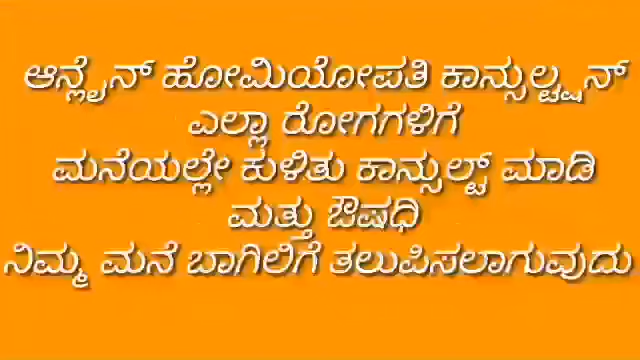 ಆನ್ಲೈನ್ ಹೋಮಿಯೋಪತಿ ಕಾನ್ಸುಲ್ಟ್ಷನ್
ಎಲ್ಲಾ ರೋಗಗಳಿಗೆ
ಮನೆಯಲ್ಲೇ ಕುಳಿತು ಕಾನ್ಸುಲ್ಟ್ ಮಾಡಿ
ಮತ್ತು ಔಷಧಿ
ನಿಮ್ಮ ಮನೆ ಬಾಗಿಲಿಗೆ ತಲುಪಿಸಲಾಗುವುದು